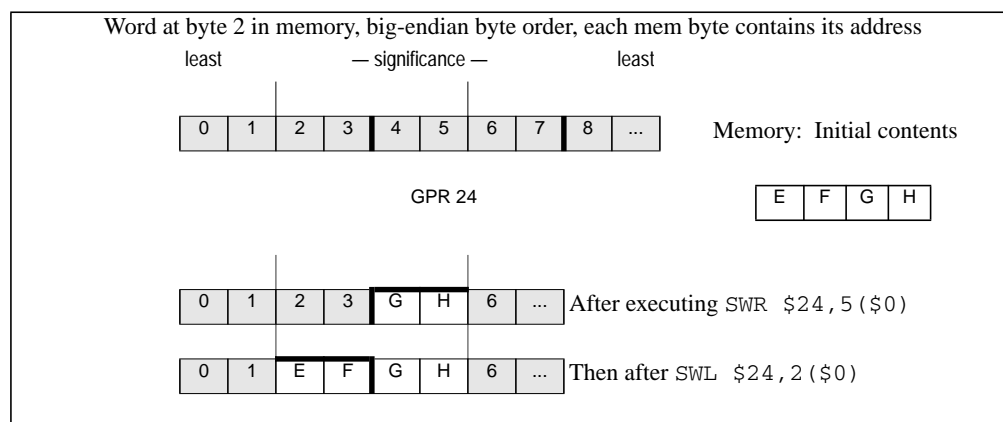 Word at byte 2 in memory, big-endian byte order, each mem byte contains its address
least — significance — least
0 1 2 3 4 5 6 7 8 ... Memory: Initial contents
GPR 24 E F G H
0 1 2 3 G H 6 ... After executing SWR $24,5($0)
0 1 E F G H 6 ... Then after SWL $24,2($0)